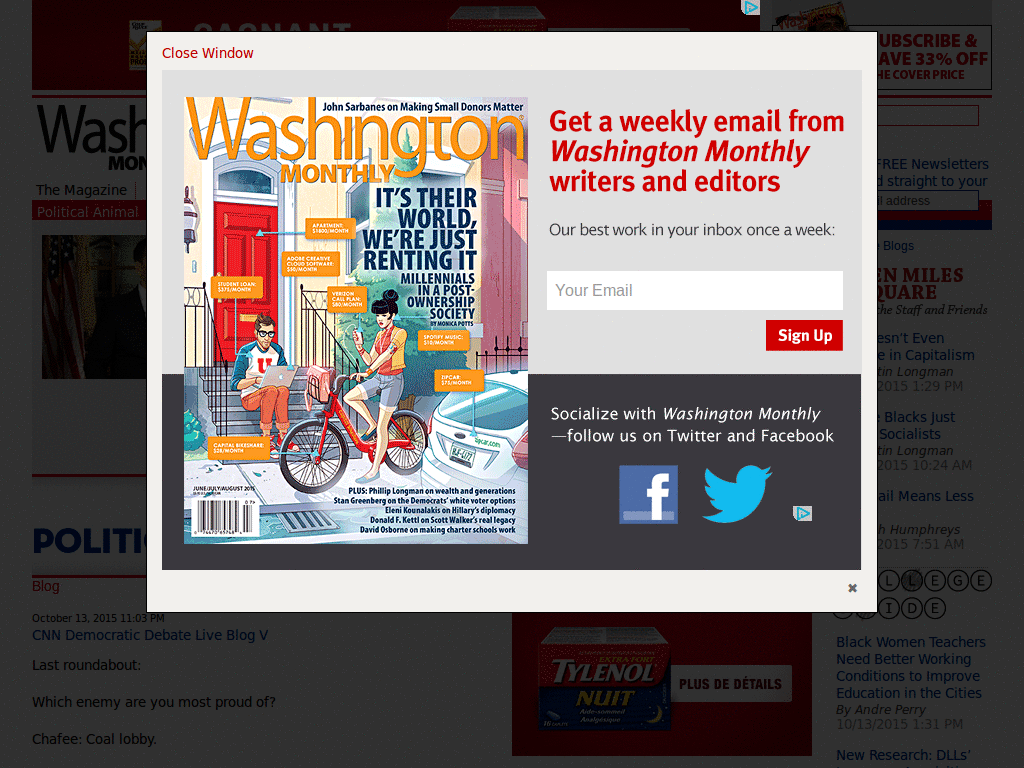 GAGNANT
SUBSCRIBE &
SAVE 33% OFF
THE COVER PRICE
Close Window
John Sarbanes on Making Small Donors Matter
Washington
MONTHLY
IT'S THEIR
WORLD,
WE'RE JUST
RENTING IT
MILLENNIALS
IN A POST-
OWNERSHIP
SOCIETY
BY MONICA POTTS
APARTMENT:
$1800/MONTH
ADOBE CREATIVE
CLOUD SOFTWARE:
$50/MONTH
STUDENT LOAN:
$375/MONTH
VERIZON
CALL PLAN:
$80/MONTH
SPOTIFY MUSIC:
$10/MONTH
ZIPCAR:
$75/MONTH
CAPITAL BIKESHARE:
$28/MONTH
zipcar.com
JUNE/JULY/AUGUST 2015
PLUS: Phillip Longman on wealth and generations
Stan Greenberg on the Democrats' white voter options
Eleni Kounalakis on Hillary's diplomacy
Donald F. Kettl on Scott Walker's real legacy
David Osborne on making charter schools work
Get a weekly email from
Washington Monthly
writers and editors
Our best work in your inbox once a week:
Your Email
Sign Up
Socialize with Washington Monthly
—follow us on Twitter and Facebook
Wash
MON
The Magazine
Political Animal
FREE Newsletters
d straight to your
ail address
Blogs
EN MILES
QUARE
the Staff and Friends
esn't Even
e in Capitalism
tin Longman
2015 1:29 PM
e Blacks Just
Socialists
tin Longman
2015 10:24 AM
ail Means Less
h Humphreys
2015 7:51 AM
LLEGE
IDE
POLITI
Blog
October 13, 2015 11:03 PM
CNN Democratic Debate Live Blog V
Last roundabout:
Which enemy are you most proud of?
Chafee: Coal lobby.
EXTRA FORT
TYLENOL
NUIT
Aide-sommeil
Analgésique
PLUS DE DÉTAILS
Black Women Teachers
Need Better Working
Conditions to Improve
Education in the Cities
By Andre Perry
10/13/2015 1:31 PM
New Research: DLLs'